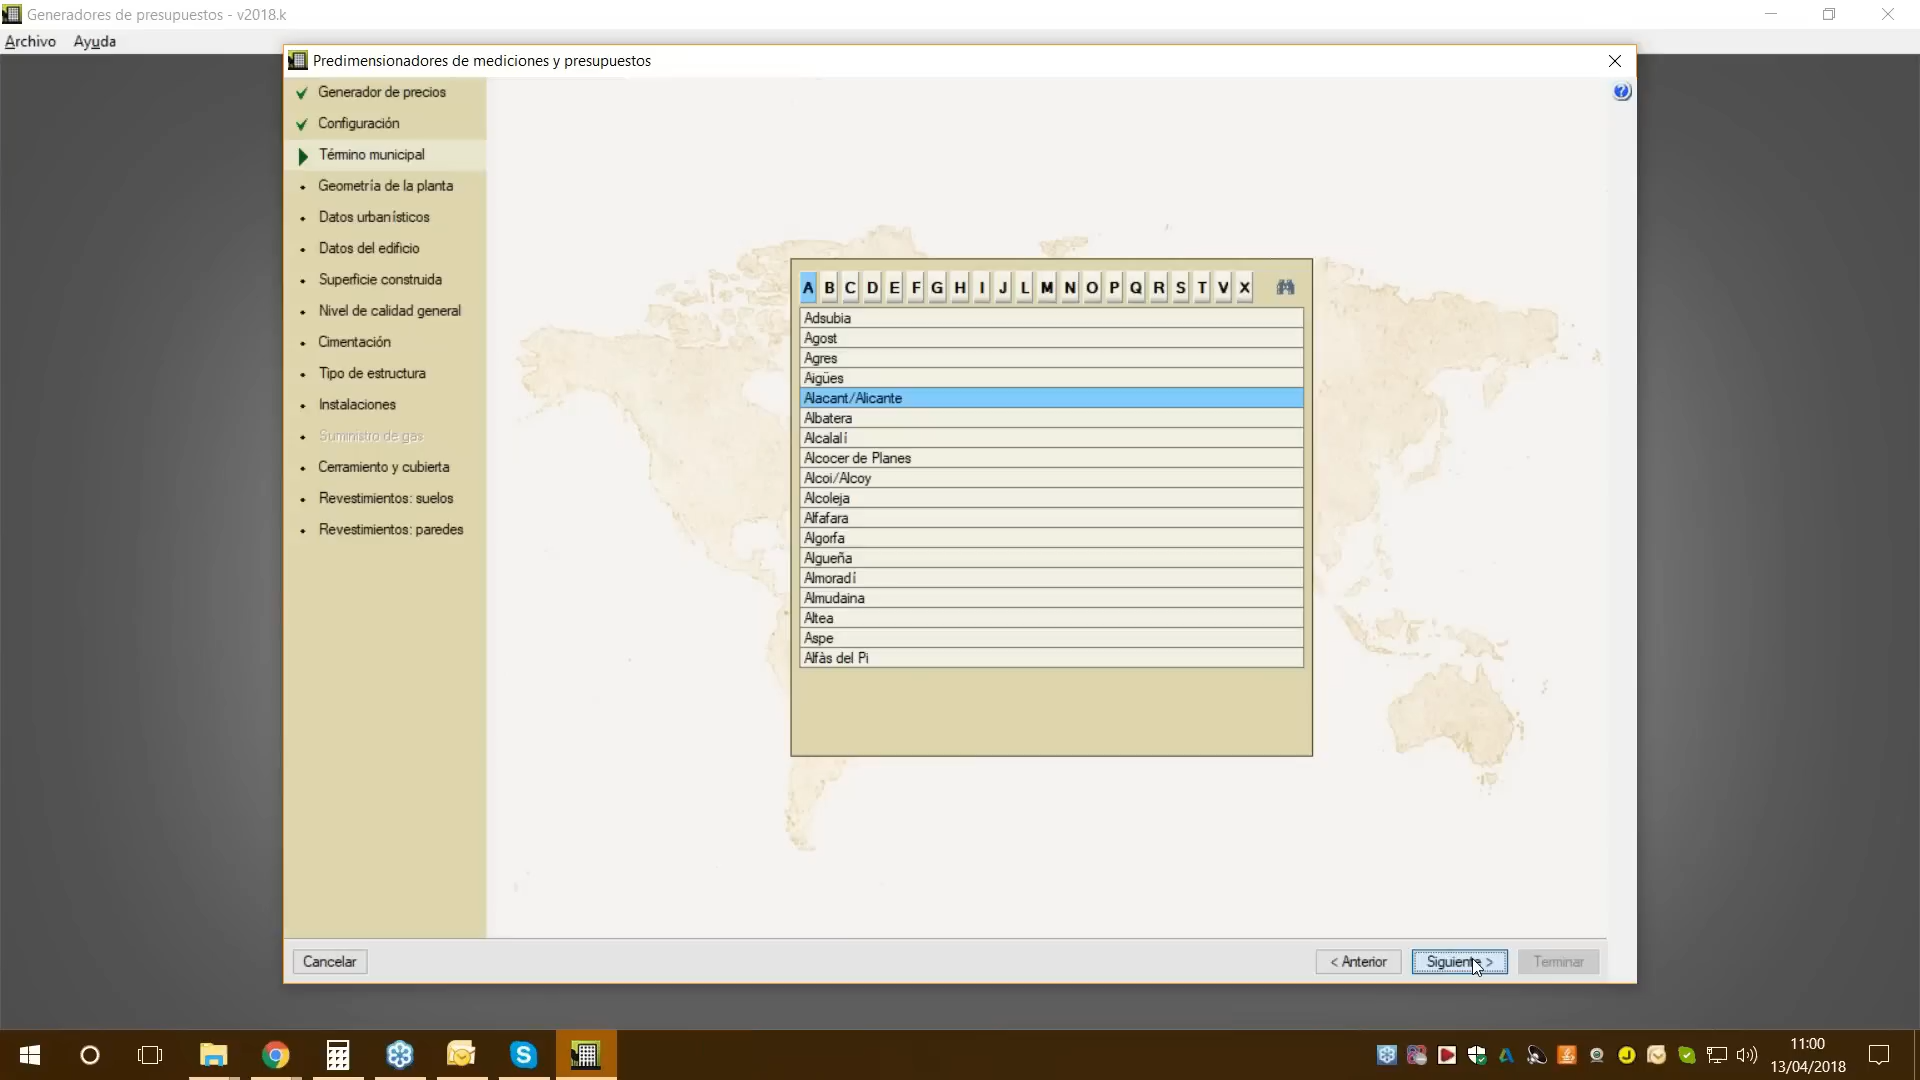 Generadores de presupuestos - v2018.k
Archivo Ayuda
Predimensionadores de mediciones y presupuestos
Generador de precios
Configuración
Término municipal
Geometría de la planta
Datos urbanísticos
Datos del edificio
Superficie construida
Nivel de calidad general
Cimentación
Tipo de estructura
Instalaciones
Suministro de gas
Cerramiento y cubierta
Revestimientos: suelos
Revestimientos: paredes
A B C D E F G H I J L M N O P Q R S T V X
Adsubia
Agost
Agres
Aigües
Alacant/Alicante
Albatera
Alcalalí
Alcocer de Planes
Alcoi/Alcoy
Alcoleja
Alfafara
Algorfa
Algueña
Almoradí
Almudaina
Altea
Aspe
Alfàs del Pi
Cancelar
< Anterior
Siguiente >
Terminar
11:00
13/04/2018